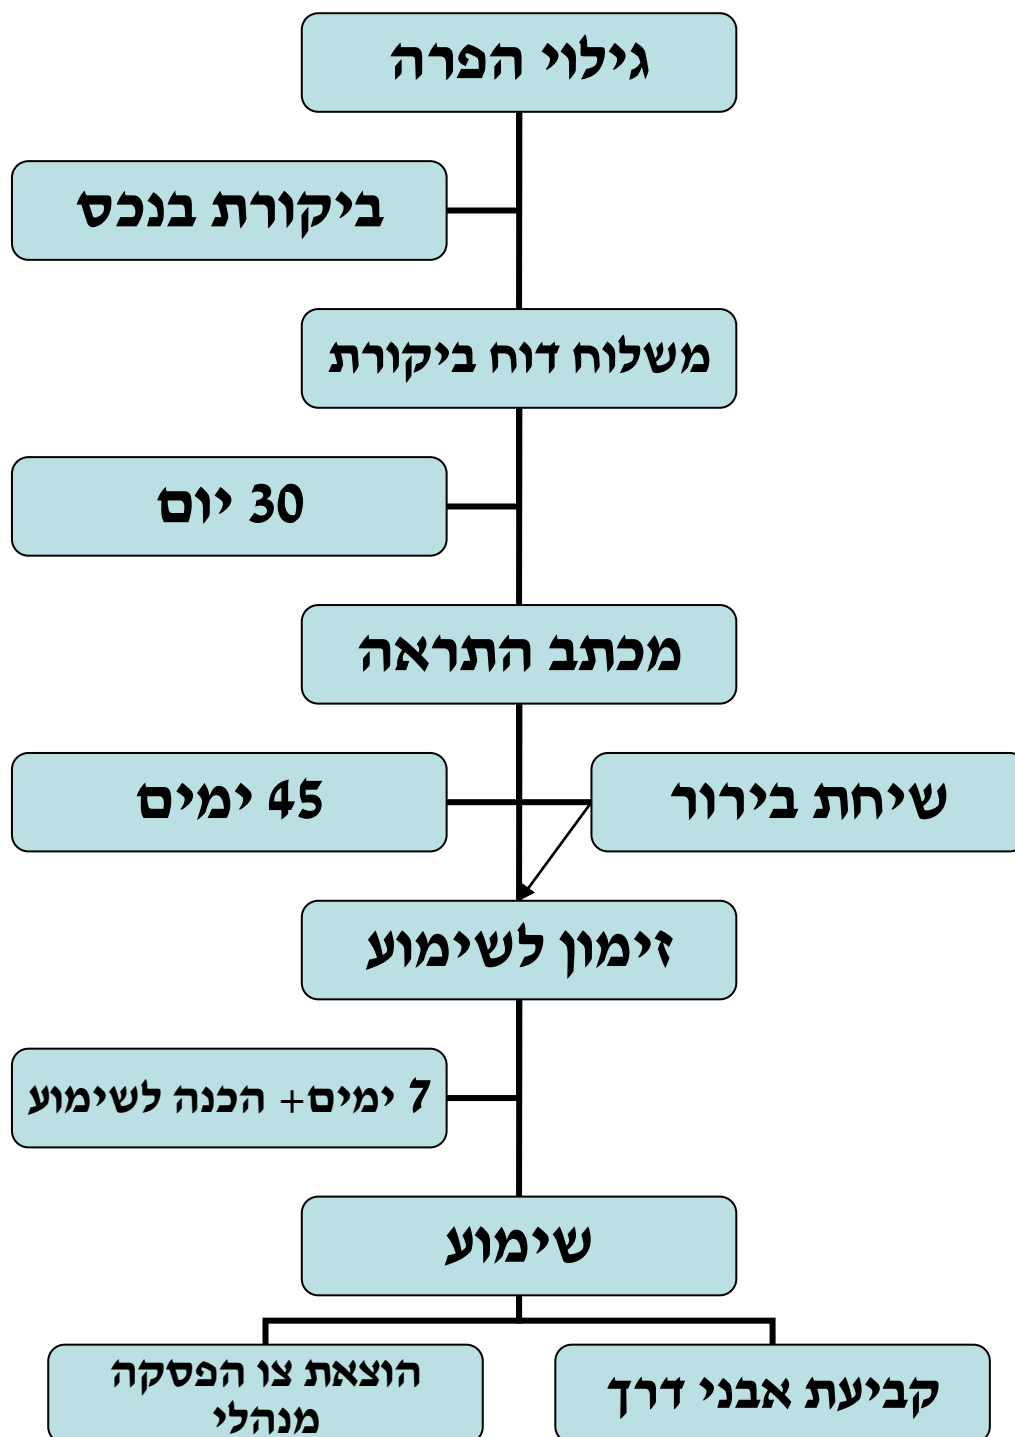 גילוי הפרה
ביקורת בנכס
משלוח דוח ביקורת
30 יום
מכתב התראה
שיחת בירור
45 ימים
זימון לשימוע
7 ימים+ הכנה לשימוע
שימוע
קביעת אבני דרך
הוצאת צו הפסקה
מנהלי